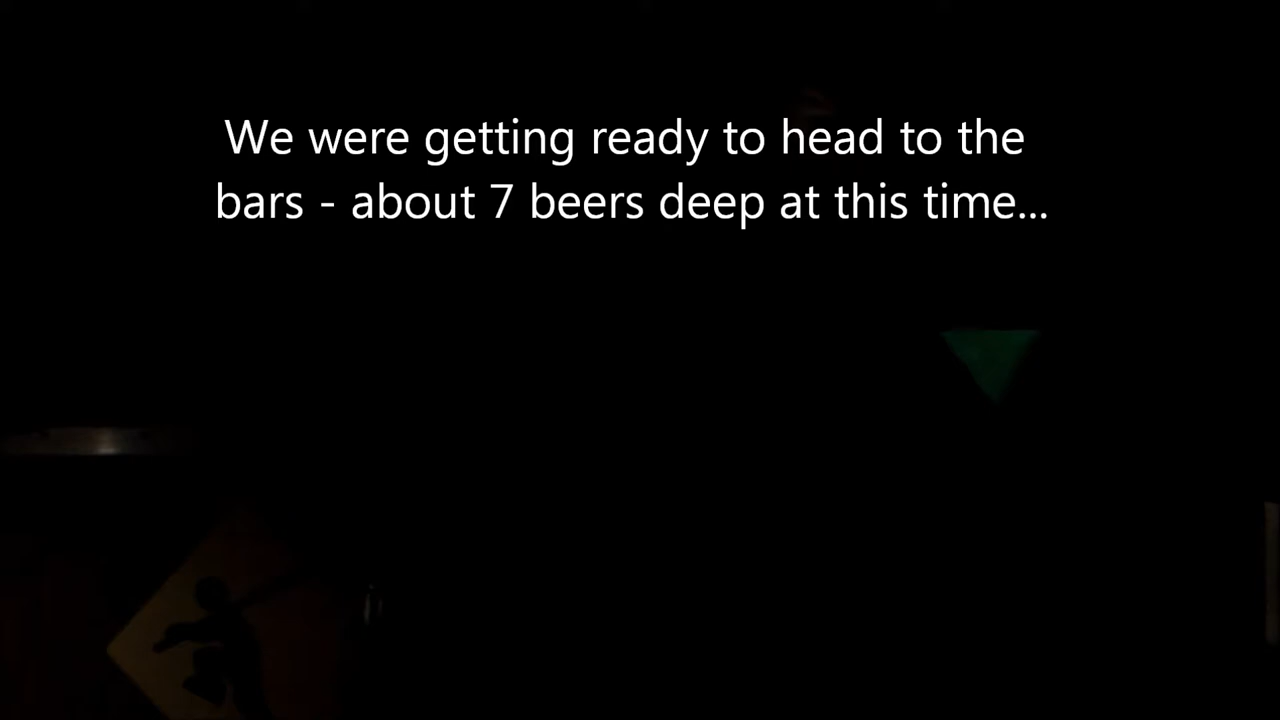 We were getting ready to head to the
bars - about 7 beers deep at this time...